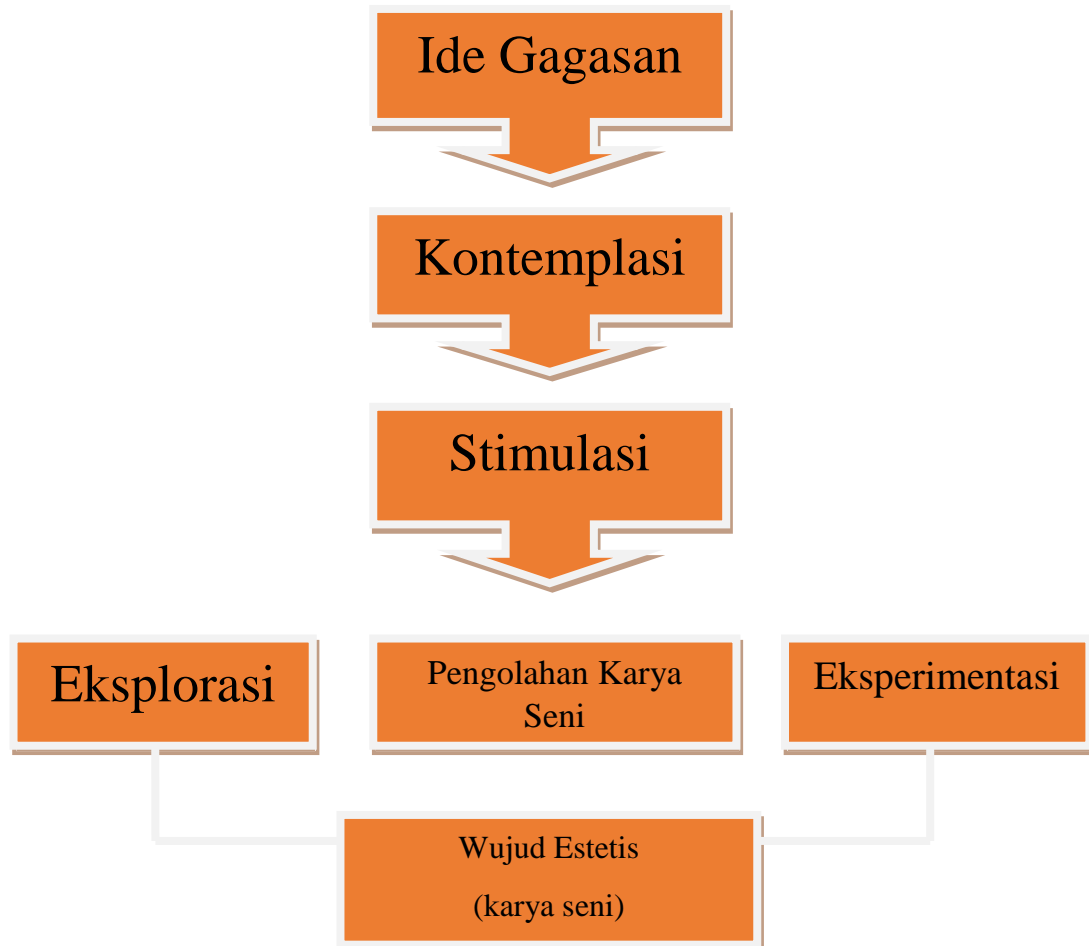 Ide Gagasan
Kontemplasi
Stimulasi
Eksplorasi
Pengolahan Karya
Seni
Eksperimentasi
Wujud Estetis
(karya seni)